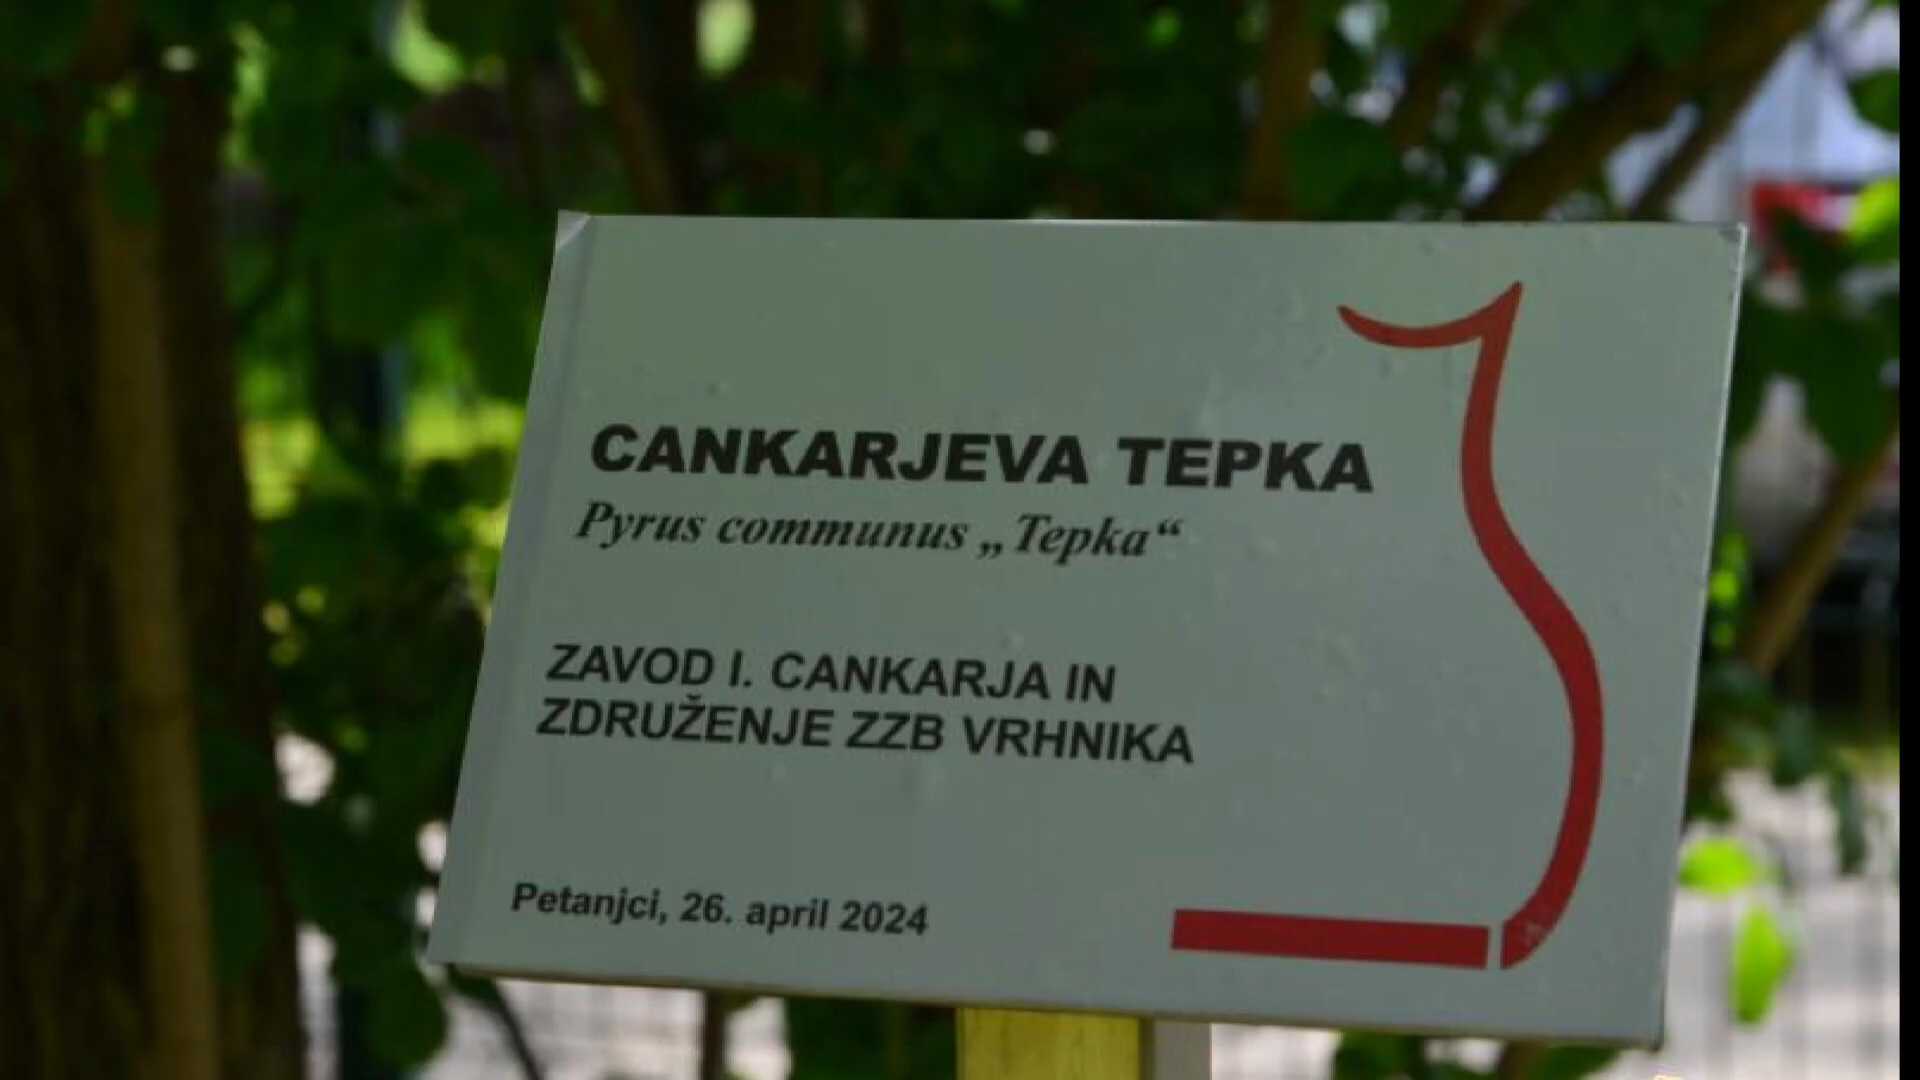 CANKARJEVA TEPKA
Pyrus communus „Tepka“
ZAVOD I. CANKARJA IN
ZDRUŽENJE ZZB VRHNIKA
Petanjci, 26. april 2024